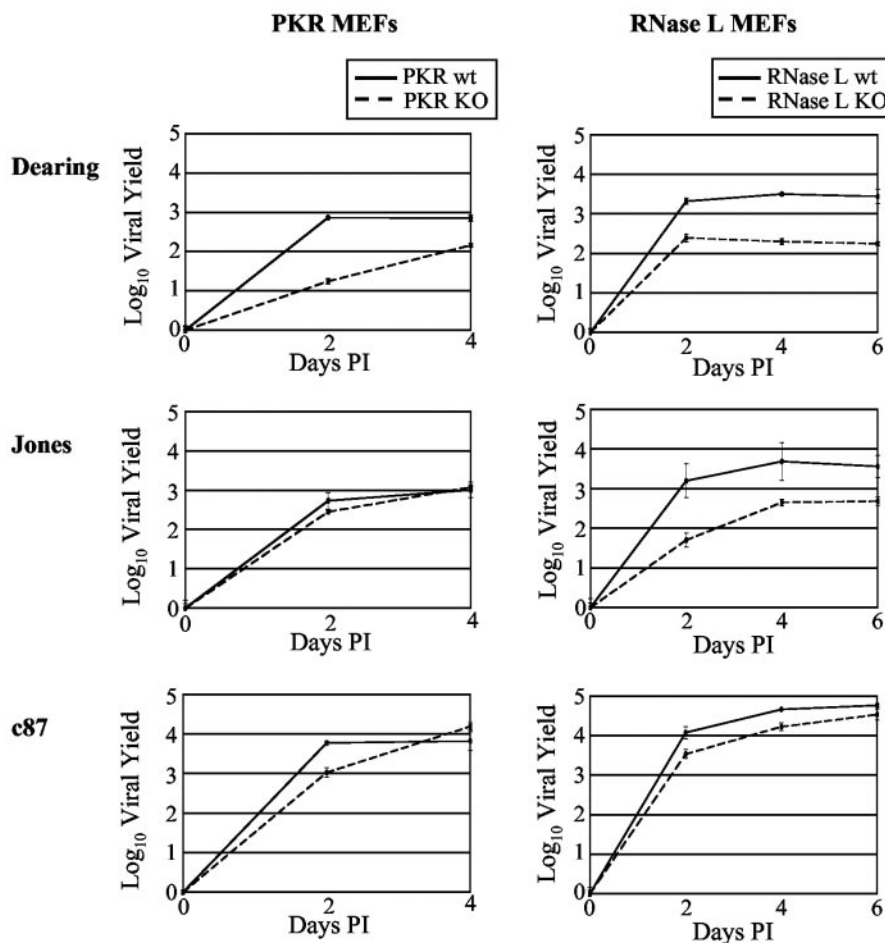 PKR MEFs
RNase L MEFs
PKR wt
PKR KO
RNase L wt
RNase L KO
Dearing
Log10 Viral Yield
5
4
3
2
1
0
0 2 4
Days PI
Log10 Viral Yield
5
4
3
2
1
0
0 2 4 6
Days PI
Jones
Log10 Viral Yield
5
4
3
2
1
0
0 2 4
Days PI
Log10 Viral Yield
5
4
3
2
1
0
0 2 4 6
Days PI
c87
Log10 Viral Yield
5
4
3
2
1
0
0 2 4
Days PI
Log10 Viral Yield
5
4
3
2
1
0
0 2 4 6
Days PI